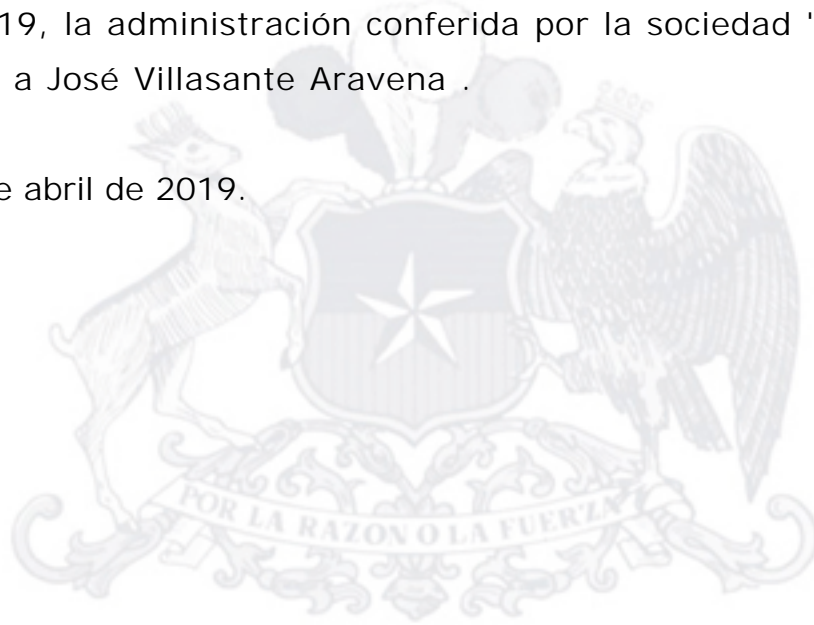 19, la administración conferida por la sociedad "
a José Villasante Aravena .
e abril de 2019.
POR LA RAZON O LA FUERZA